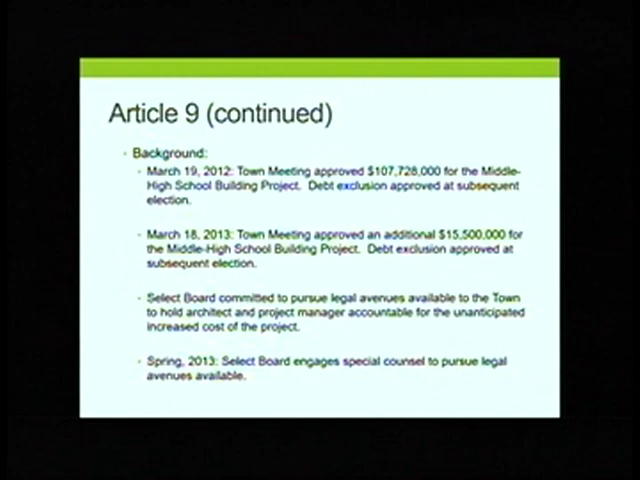 Article 9 (continued)
Background:
March 19, 2012: Town Meeting approved $107,728,000 for the Middle-
High School Building Project. Debt exclusion approved at subsequent
election.
March 18, 2013: Town Meeting approved an additional $15,500,000 for
the Middle-High School Building Project. Debt exclusion approved at
subsequent election.
Select Board committed to pursue legal avenues available to the Town
to hold architect and project manager accountable for the unanticipated
increased cost of the project.
Spring, 2013: Select Board engages special counsel to pursue legal
avenues available.